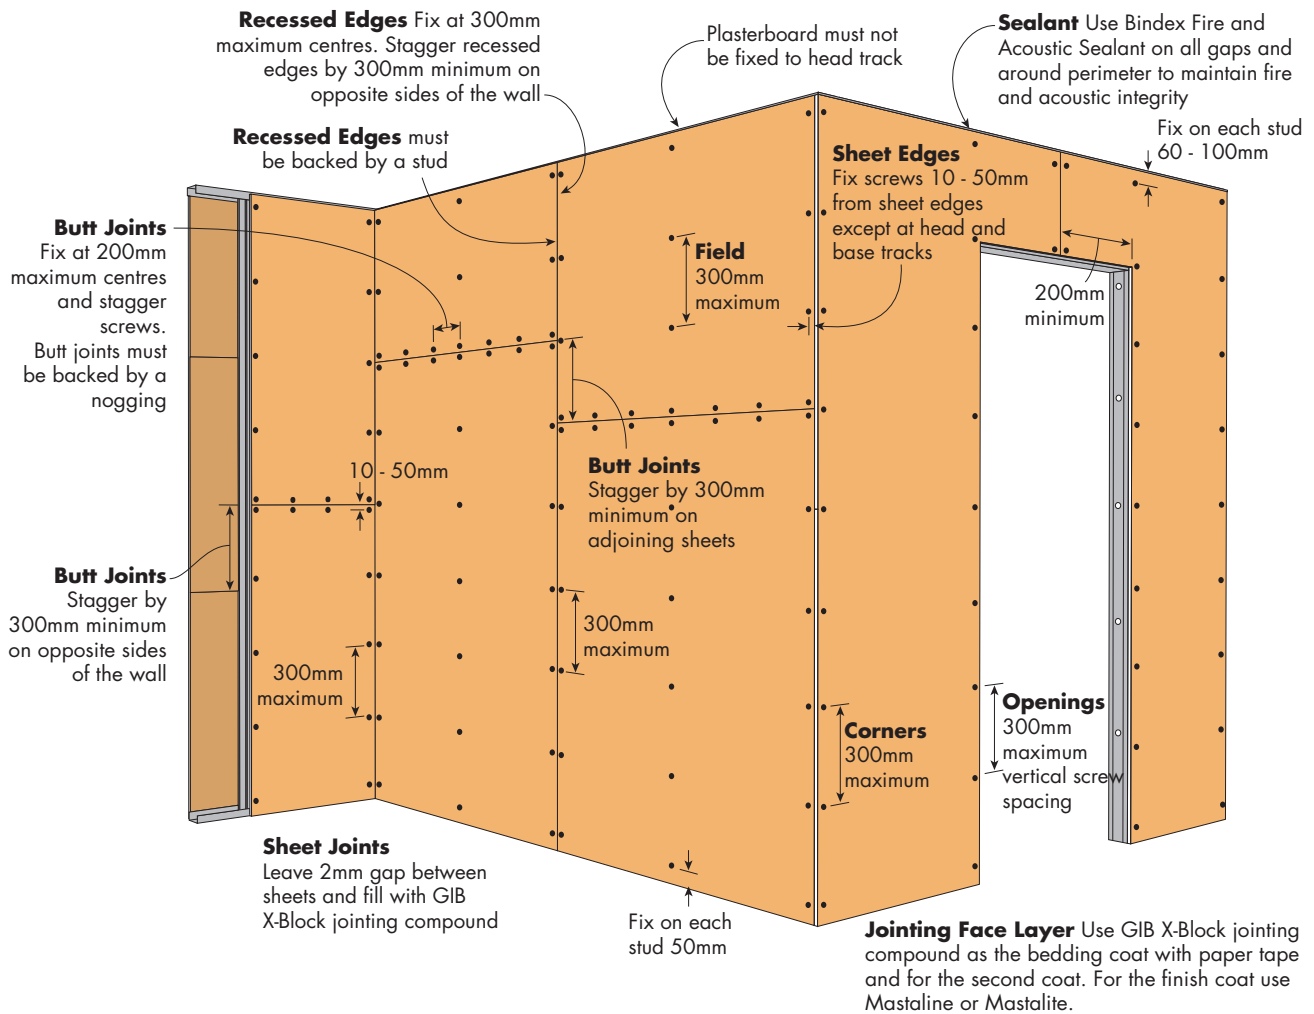 Recessed Edges Fix at 300mm
maximum centres. Stagger recessed
edges by 300mm minimum on
opposite sides of the wall
Plasterboard must not
be fixed to head track
Sealant Use Bindex Fire and
Acoustic Sealant on all gaps and
around perimeter to maintain fire
and acoustic integrity
Recessed Edges must
be backed by a stud
Fix on each stud
60 - 100mm
Sheet Edges
Fix screws 10 - 50mm
from sheet edges
except at head and
base tracks
Butt Joints
Fix at 200mm
maximum centres
and stagger
screws.
Butt joints must
be backed by a
nogging
Field
300mm
maximum
200mm
minimum
10 - 50mm
Butt Joints
Stagger by 300mm
minimum on
adjoining sheets
Butt Joints
Stagger by
300mm minimum
on opposite sides
of the wall
300mm
maximum
300mm
maximum
Corners
300mm
maximum
Openings
300mm
maximum
vertical screw
spacing
Sheet Joints
Leave 2mm gap between
sheets and fill with GIB
X-Block jointing compound
Fix on each
stud 50mm
Jointing Face Layer Use GIB X-Block jointing
compound as the bedding coat with paper tape
and for the second coat. For the finish coat use
Mastaline or Mastalite.